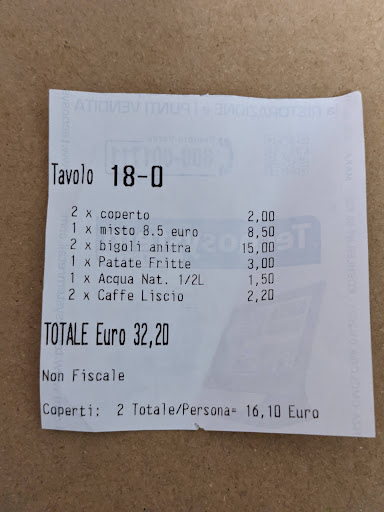 Tavolo 18-0
2 x coperto 2,00
1 x misto 8.5 euro 8,50
2 x bigoli anitra 15,00
1 x Patate Fritte 3,00
1 x Acqua Nat. 1/2L 1,50
2 x Caffe Liscio 2,20
TOTALE Euro 32,20
Non Fiscale
Coperti: 2 Totale/Persona= 16,10 Euro